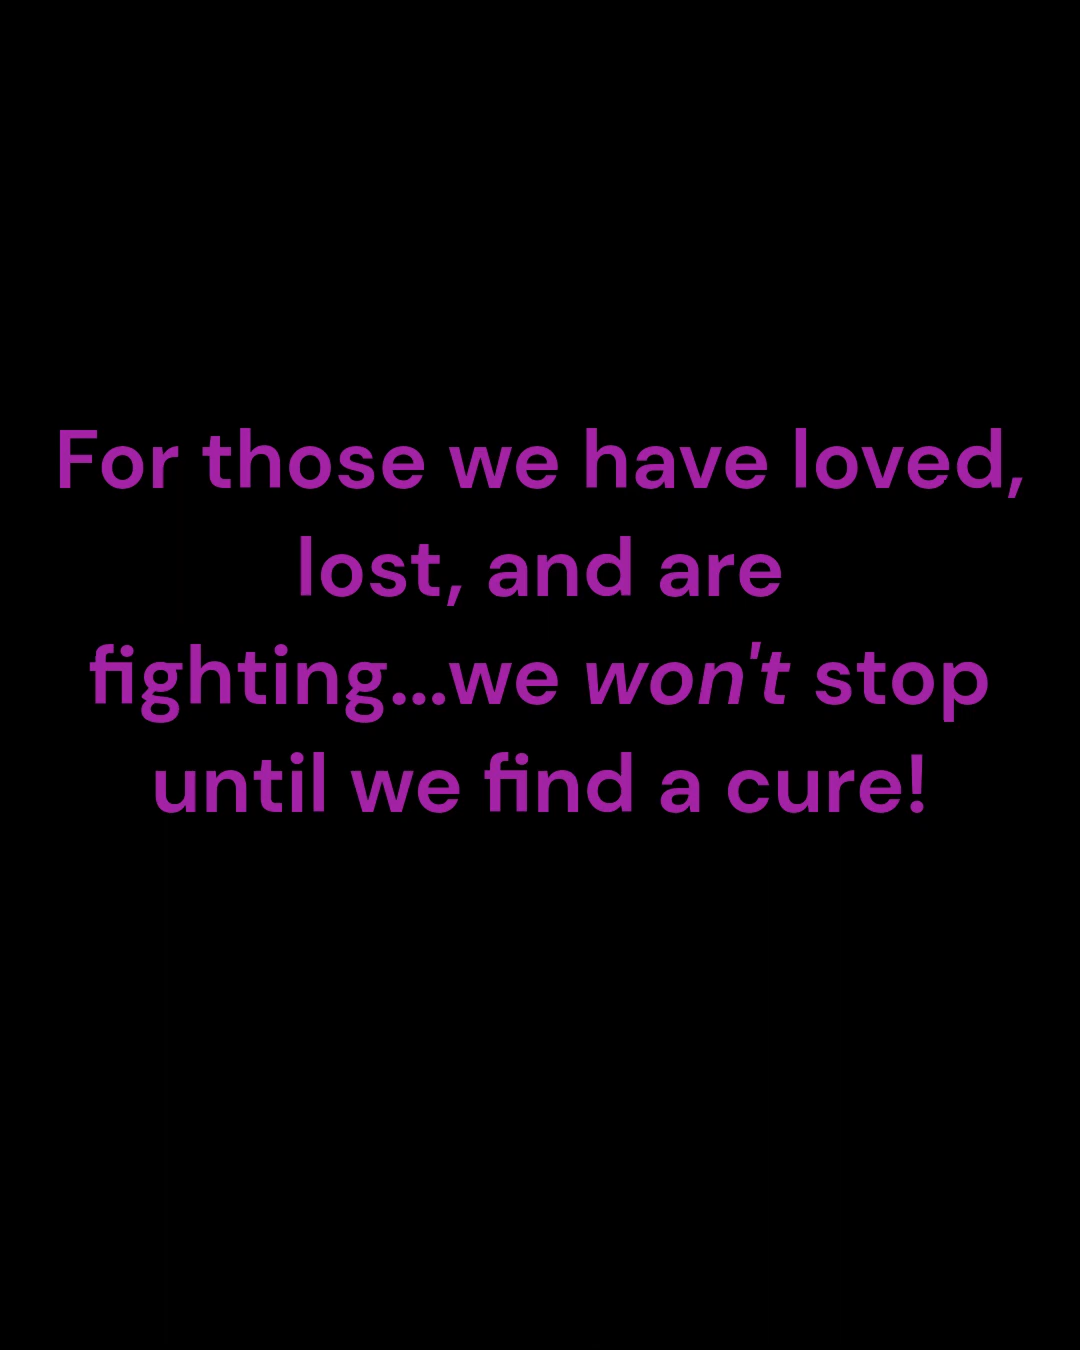 For those we have loved,
lost, and are
fighting...we won't stop
until we find a cure!